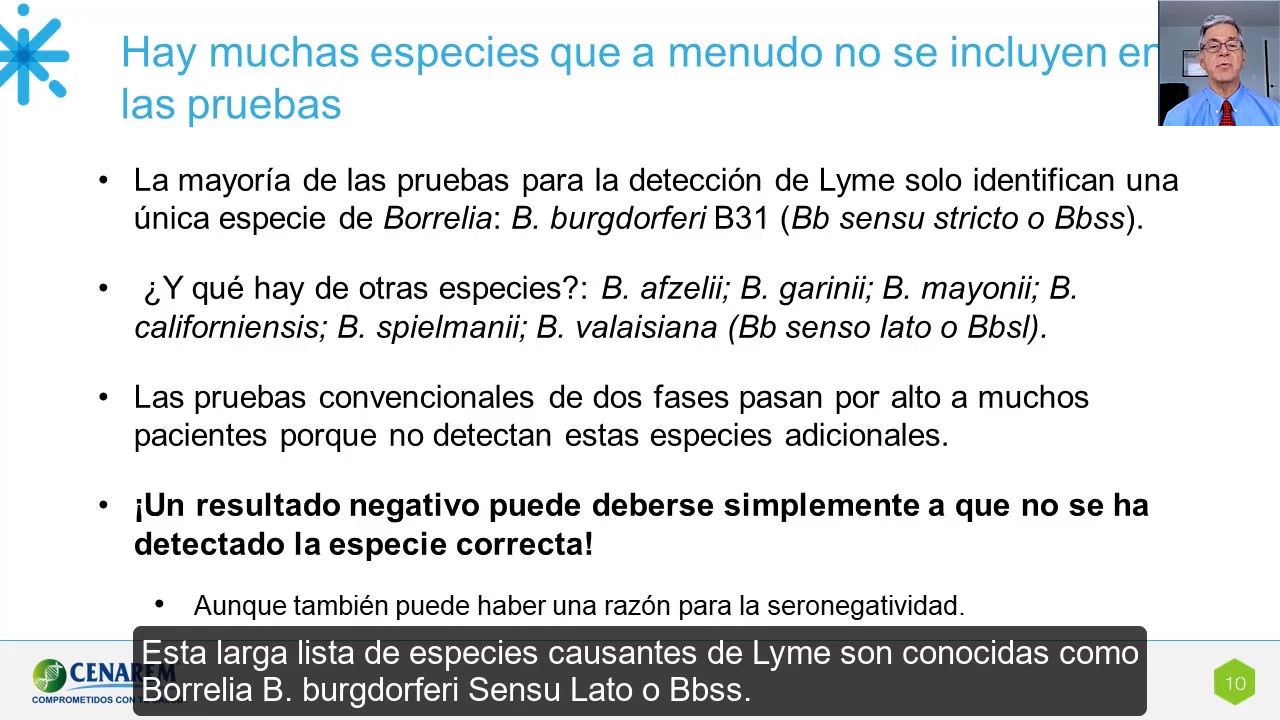 Hay muchas especies que a menudo no se incluyen en
las pruebas
• La mayoría de las pruebas para la detección de Lyme solo identifican una
única especie de Borrelia: B. burgdorferi B31 (Bb sensu stricto o Bbss).
• ¿Y qué hay de otras especies?: B. afzelii; B. garinii; B. mayonii; B.
californiensis; B. spielmanii; B. valaisiana (Bb senso lato o Bbsl).
• Las pruebas convencionales de dos fases pasan por alto a muchos
pacientes porque no detectan estas especies adicionales.
• ¡Un resultado negativo puede deberse simplemente a que no se ha
detectado la especie correcta!
• Aunque también puede haber una razón para la seronegatividad.
Esta larga lista de especies causantes de Lyme son conocidas como
Borrelia B. burgdorferi Sensu Lato o Bbss.
CENAREM
COMPROMETIDOS CON
10